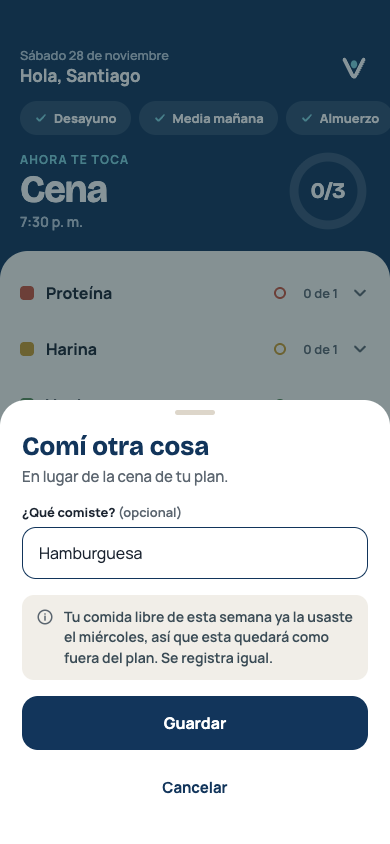 Sábado 28 de noviembre
Hola, Santiago
Desayuno
Media mañana
Almuerzo
AHORA TE TOCA
Cena
7:30 p. m.
0/3
Proteína
0 de 1
Harina
0 de 1
Comí otra cosa
En lugar de la cena de tu plan.
¿Qué comiste? (opcional)
Hamburguesa
Tu comida libre de esta semana ya la usaste
el miércoles, así que esta quedará como
fuera del plan. Se registra igual.
Guardar
Cancelar